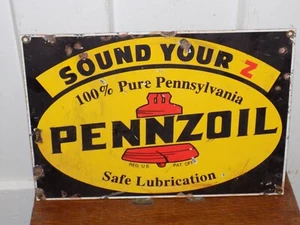 SOUND YOUR Z
100% Pure Pennsylvania
PENNZOIL
REG. U.S. PAT. OFF.
Safe Lubrication